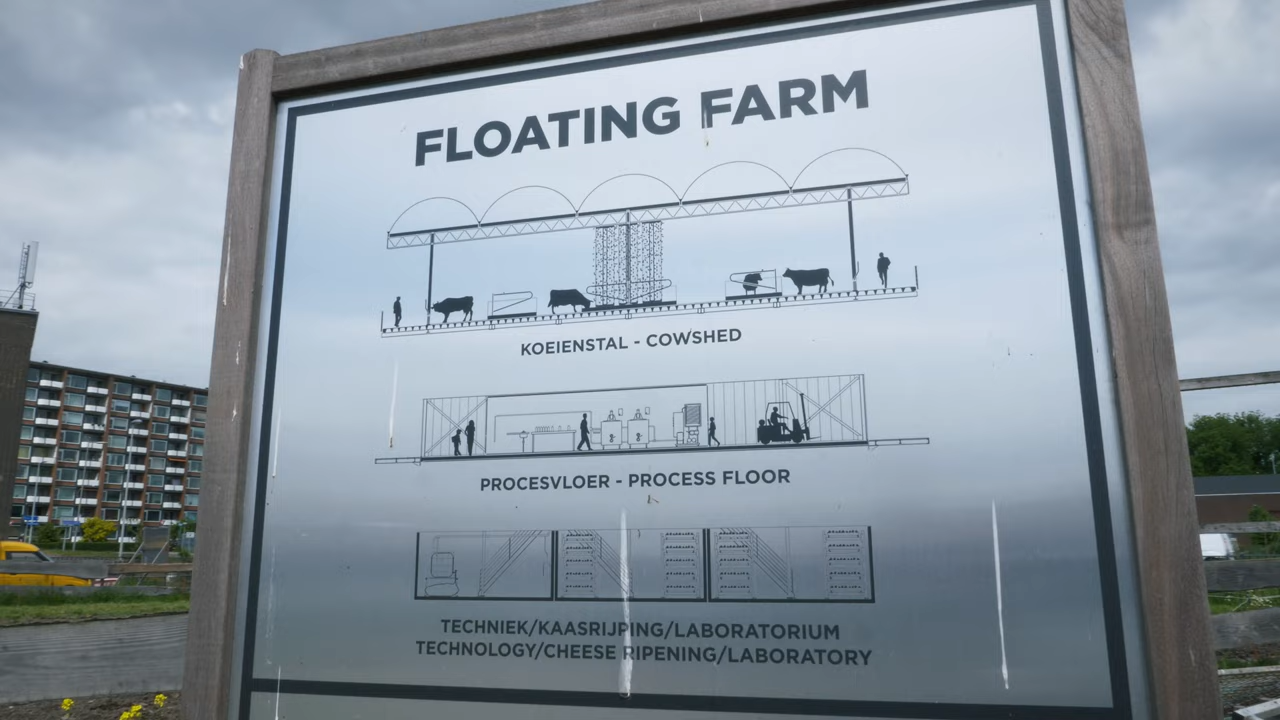 FLOATING FARM
KOEIENSTAL - COWSHED
PROCESVLOER - PROCESS FLOOR
TECHNIEK/KAASRIJPING/LABORATORIUM
TECHNOLOGY/CHEESE RIPENING/LABORATORY